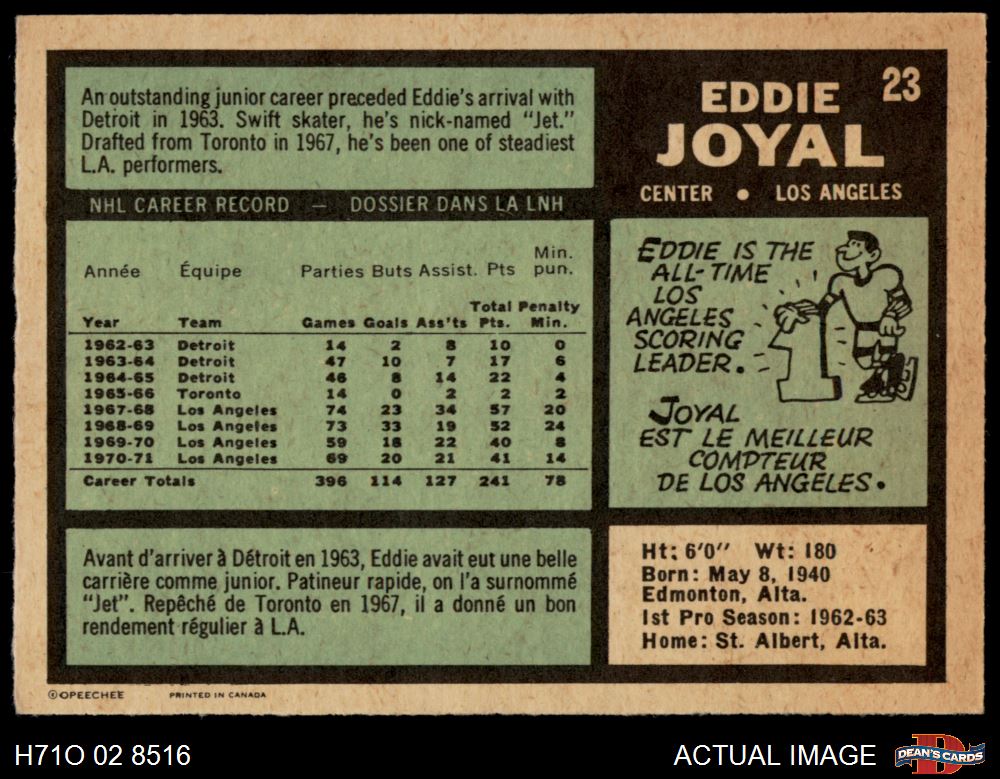 An outstanding junior career preceded Eddie's arrival with
Detroit in 1963. Swift skater, he's nick-named "Jet."
Drafted from Toronto in 1967, he's been one of steadiest
L.A. performers.
EDDIE 23
JOYAL
CENTER • LOS ANGELES
NHL CAREER RECORD — DOSSIER DANS LA LNH
Année Équipe Parties Buts Assist. Pts Min. pun.
Year Team Games Goals Ass'ts Total Pts. Penalty Min.
1962-63 Detroit 14 2 8 10 0
1963-64 Detroit 47 10 7 17 6
1964-65 Detroit 46 8 14 22 4
1965-66 Toronto 14 0 2 2 2
1967-68 Los Angeles 74 23 34 57 20
1968-69 Los Angeles 73 33 19 52 24
1969-70 Los Angeles 59 18 22 40 8
1970-71 Los Angeles 69 20 21 41 14
Career Totals 396 114 127 241 78
EDDIE IS THE
ALL-TIME
LOS
ANGELES
SCORING
LEADER.
1
JOYAL
EST LE MEILLEUR
COMPTEUR
DE LOS ANGELES.
Avant d'arriver à Détroit en 1963, Eddie avait eut une belle
carrière comme junior. Patineur rapide, on l'a surnommé
"Jet". Repêché de Toronto en 1967, il a donné un bon
rendement régulier à L.A.
Ht: 6'0" Wt: 180
Born: May 8, 1940
Edmonton, Alta.
1st Pro Season: 1962-63
Home: St. Albert, Alta.
©OPEECHEE PRINTED IN CANADA
H71O 02 8516 ACTUAL IMAGE DEAN'S CARDS